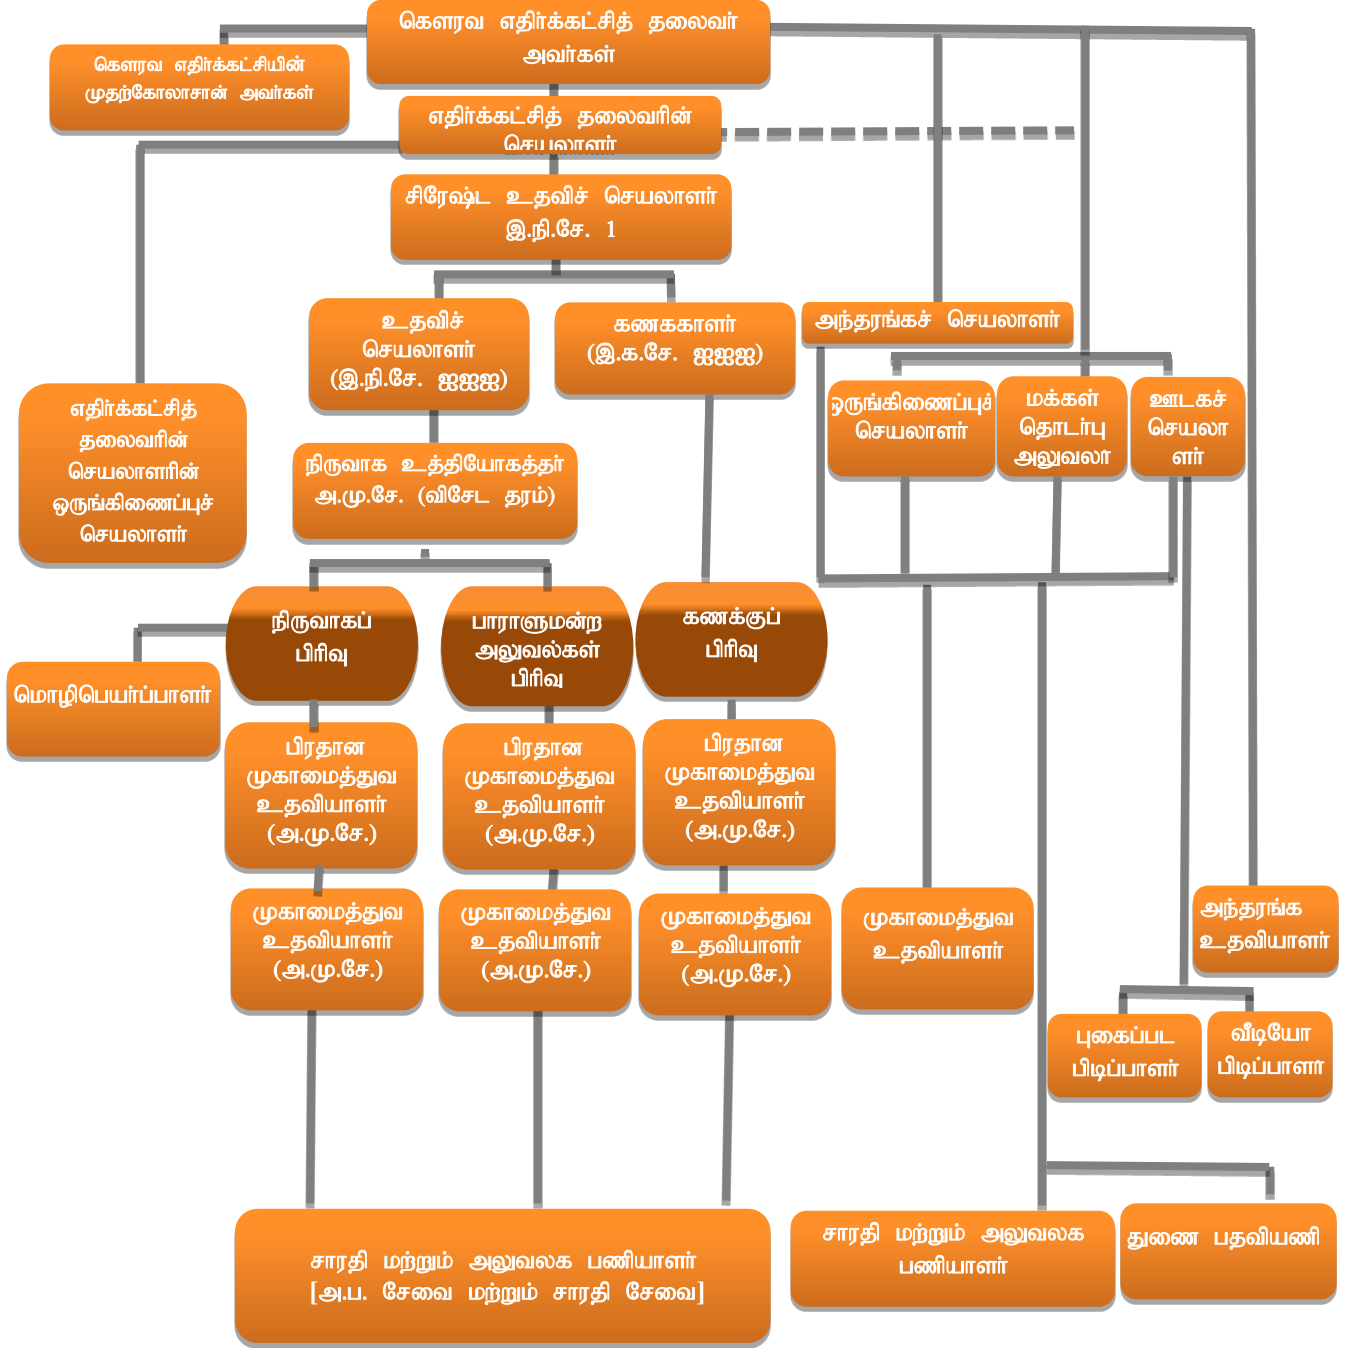 கௌரவ எதிர்க்கட்சித் தலைவர்
அவர்கள்
கௌரவ எதிர்க்கட்சியின்
முதற்கோலாசான் அவர்கள்
எதிர்க்கட்சித் தலைவரின்
செயலாளர்
சிரேஷ்ட உதவிச் செயலாளர்
இ.நி.சே. 1
உதவிச்
செயலாளர்
(இ.நி.சே. ஐஐஐ)
கணககாளர்
(இ.க.சே. ஐஐஐ)
அந்தரங்கச் செயலாளர்
ஒருங்கிணைப்புச்
செயலாளர்
மக்கள்
தொடர்பு
அலுவலர்
ஊடகச்
செயலா
ளர்
எதிர்க்கட்சித்
தலைவரின்
செயலாளரின்
ஒருங்கிணைப்புச்
செயலாளர்
நிருவாக உத்தியோகத்தர்
அ.மு.சே. (விசேட தரம்)
நிருவாகப்
பிரிவு
பாராளுமன்ற
அலுவல்கள்
பிரிவு
கணக்குப்
பிரிவு
மொழிபெயர்ப்பாளர்
பிரதான
முகாமைத்துவ
உதவியாளர்
(அ.மு.சே.)
பிரதான
முகாமைத்துவ
உதவியாளர்
(அ.மு.சே.)
பிரதான
முகாமைத்துவ
உதவியாளர்
(அ.மு.சே.)
முகாமைத்துவ
உதவியாளர்
(அ.மு.சே.)
முகாமைத்துவ
உதவியாளர்
(அ.மு.சே.)
முகாமைத்துவ
உதவியாளர்
(அ.மு.சே.)
முகாமைத்துவ
உதவியாளர்
அந்தரங்க
உதவியாளர்
புகைப்பட
பிடிப்பாளர்
வீடியோ
பிடிப்பாளர்
சாரதி மற்றும் அலுவலக பணியாளர்
[அ.ப. சேவை மற்றும் சாரதி சேவை]
சாரதி மற்றும் அலுவலக
பணியாளர்
துணை பதவியணி